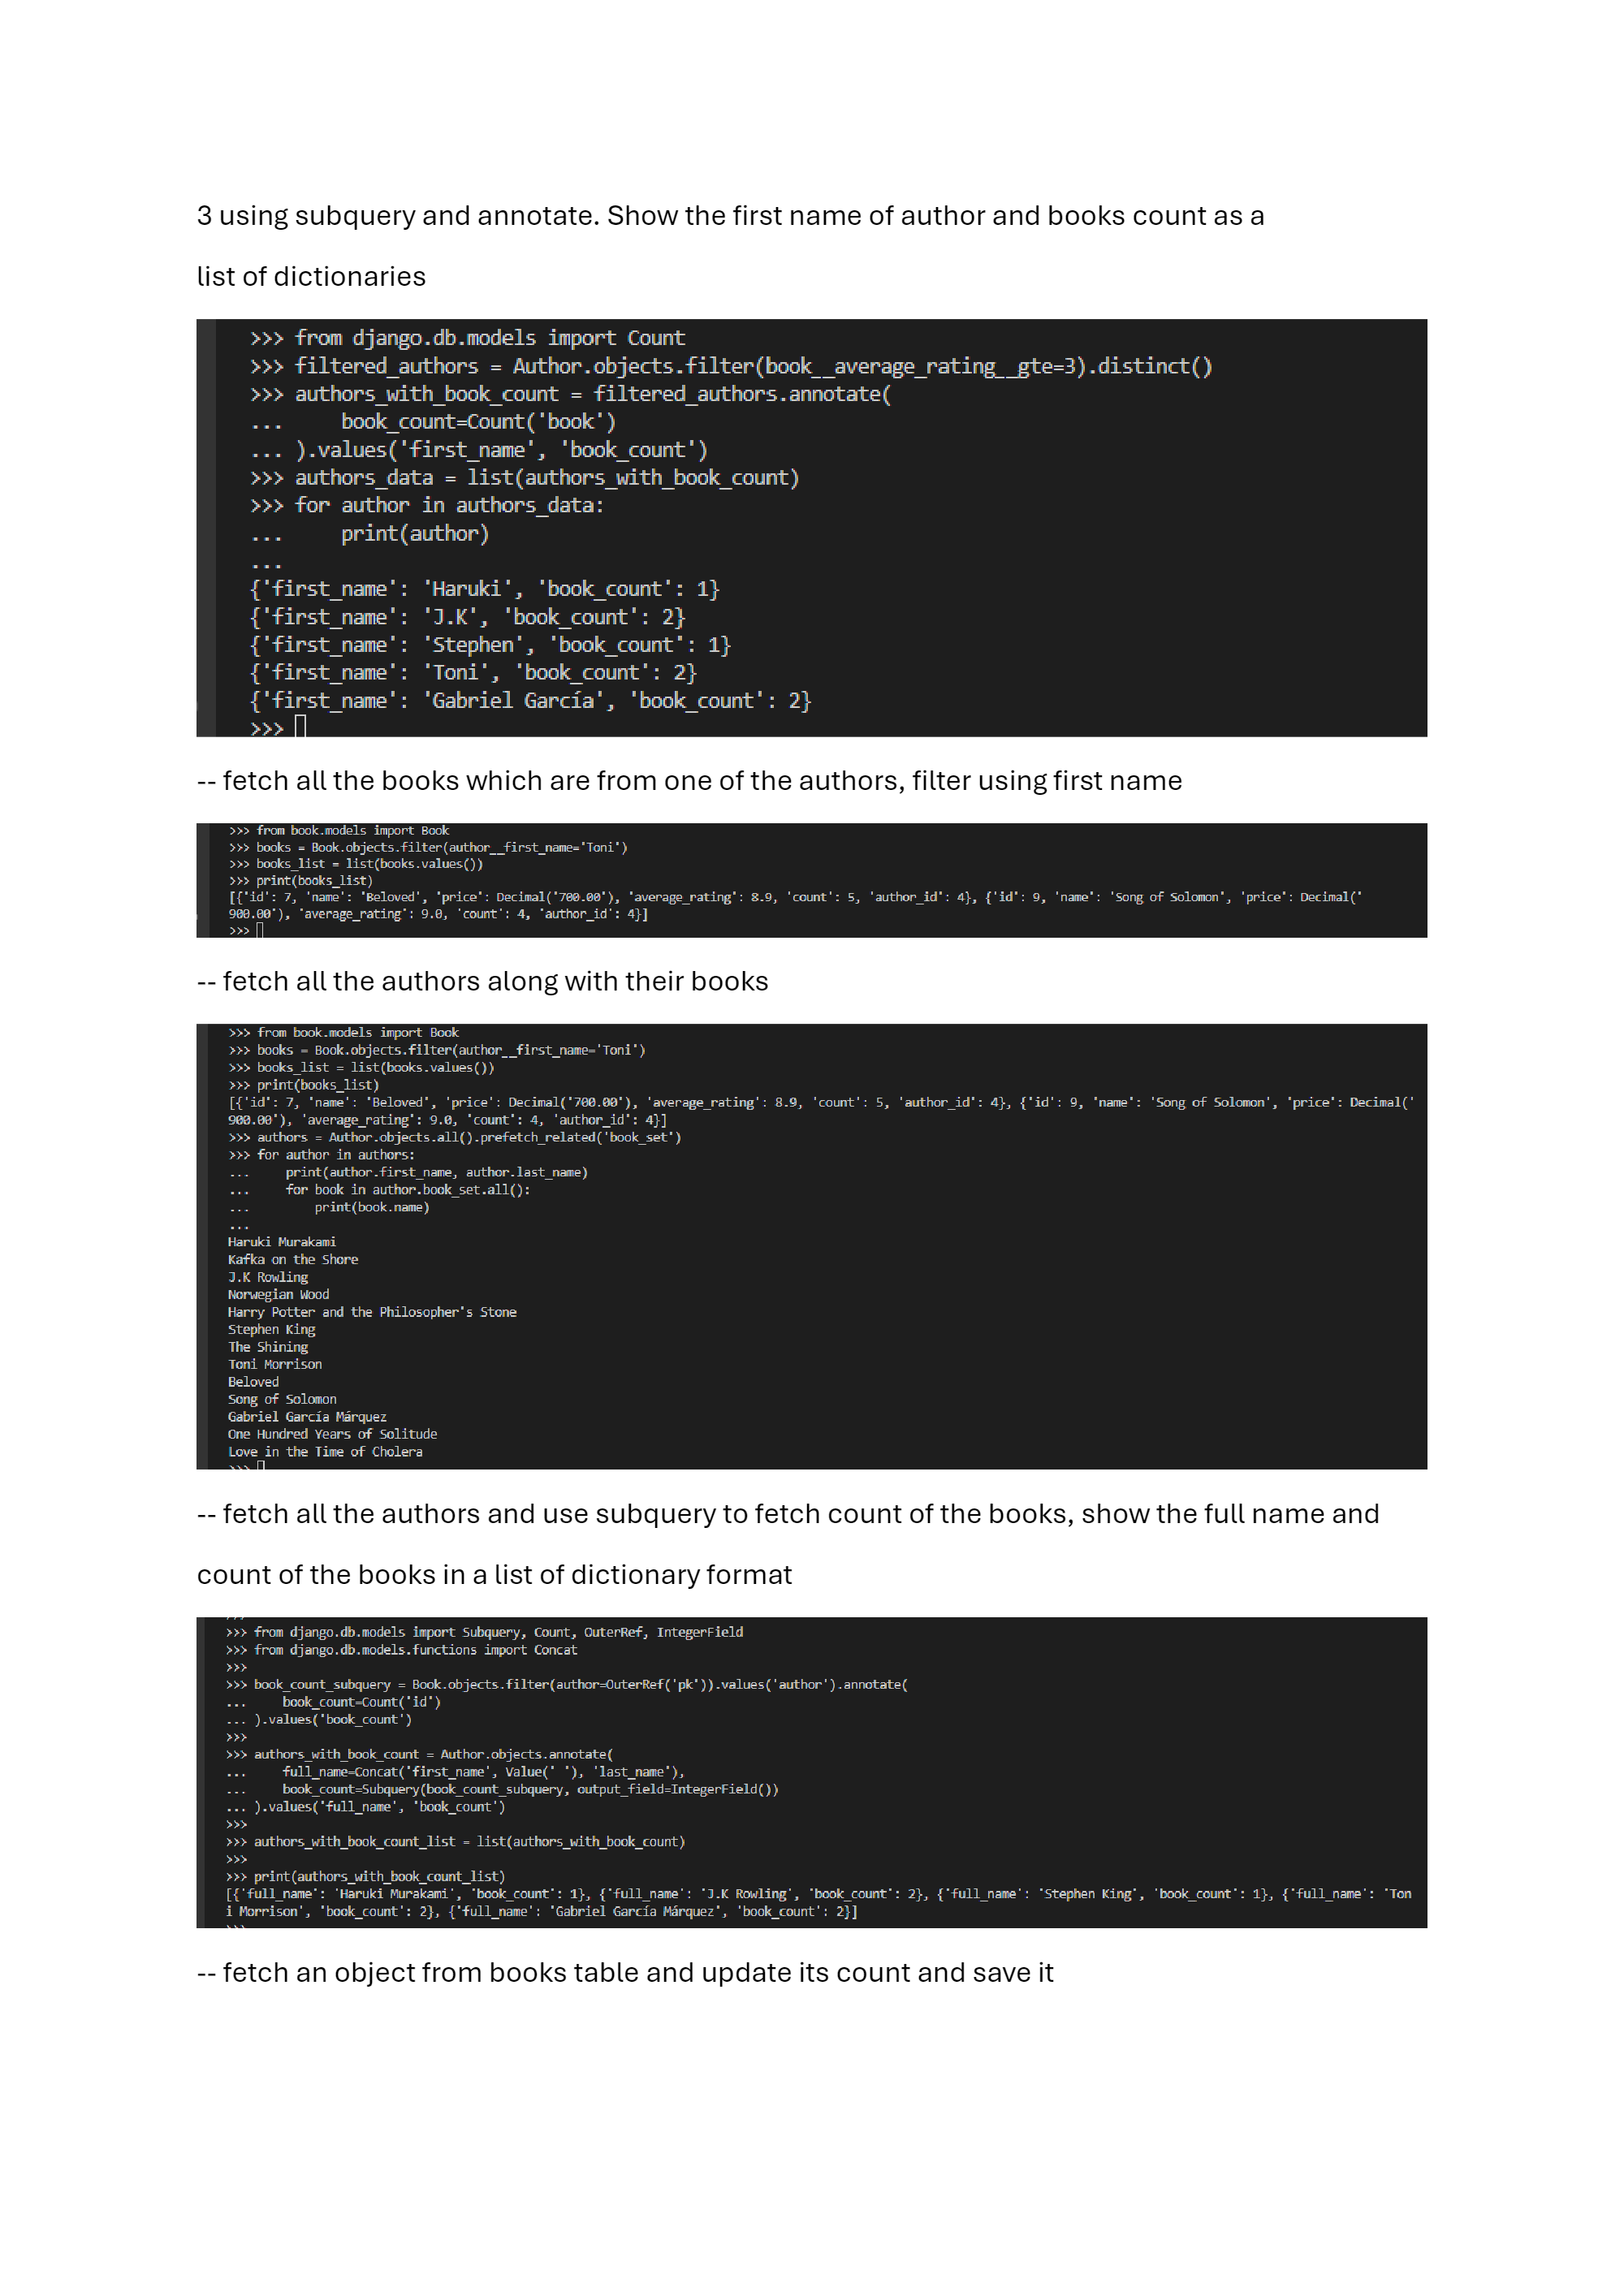 3 using subquery and annotate. Show the first name of author and books count as a
list of dictionaries
>>> from django.db.models import Count
>>> filtered_authors = Author.objects.filter(book__average_rating__gte=3).distinct()
>>> authors_with_book_count = filtered_authors.annotate(
...     book_count=Count('book')
... ).values('first_name', 'book_count')
>>> authors_data = list(authors_with_book_count)
>>> for author in authors_data:
...     print(author)
...
{'first_name': 'Haruki', 'book_count': 1}
{'first_name': 'J.K', 'book_count': 2}
{'first_name': 'Stephen', 'book_count': 1}
{'first_name': 'Toni', 'book_count': 2}
{'first_name': 'Gabriel García', 'book_count': 2}
>>>
-- fetch all the books which are from one of the authors, filter using first name
>>> from book.models import Book
>>> books = Book.objects.filter(author__first_name='Toni')
>>> books_list = list(books.values())
>>> print(books_list)
[{'id': 7, 'name': 'Beloved', 'price': Decimal('700.00'), 'average_rating': 8.9, 'count': 5, 'author_id': 4}, {'id': 9, 'name': 'Song of Solomon', 'price': Decimal('
900.00'), 'average_rating': 9.0, 'count': 4, 'author_id': 4}]
>>>
-- fetch all the authors along with their books
>>> from book.models import Book
>>> books = Book.objects.filter(author__first_name='Toni')
>>> books_list = list(books.values())
>>> print(books_list)
[{'id': 7, 'name': 'Beloved', 'price': Decimal('700.00'), 'average_rating': 8.9, 'count': 5, 'author_id': 4}, {'id': 9, 'name': 'Song of Solomon', 'price': Decimal('
900.00'), 'average_rating': 9.0, 'count': 4, 'author_id': 4}]
>>> authors = Author.objects.all().prefetch_related('book_set')
>>> for author in authors:
...     print(author.first_name, author.last_name)
...     for book in author.book_set.all():
...         print(book.name)
...
Haruki Murakami
Kafka on the Shore
J.K Rowling
Norwegian Wood
Harry Potter and the Philosopher's Stone
Stephen King
The Shining
Toni Morrison
Beloved
Song of Solomon
Gabriel García Márquez
One Hundred Years of Solitude
Love in the Time of Cholera
>>>
-- fetch all the authors and use subquery to fetch count of the books, show the full name and
count of the books in a list of dictionary format
>>>
>>> from django.db.models import Subquery, Count, OuterRef, IntegerField
>>> from django.db.models.functions import Concat
>>>
>>> book_count_subquery = Book.objects.filter(author=OuterRef('pk')).values('author').annotate(
...     book_count=Count('id')
... ).values('book_count')
>>>
>>> authors_with_book_count = Author.objects.annotate(
...     full_name=Concat('first_name', Value(' '), 'last_name'),
...     book_count=Subquery(book_count_subquery, output_field=IntegerField())
... ).values('full_name', 'book_count')
>>>
>>> authors_with_book_count_list = list(authors_with_book_count)
>>>
>>> print(authors_with_book_count_list)
[{'full_name': 'Haruki Murakami', 'book_count': 1}, {'full_name': 'J.K Rowling', 'book_count': 2}, {'full_name': 'Stephen King', 'book_count': 1}, {'full_name': 'Ton
i Morrison', 'book_count': 2}, {'full_name': 'Gabriel García Márquez', 'book_count': 2}]
>>>
-- fetch an object from books table and update its count and save it